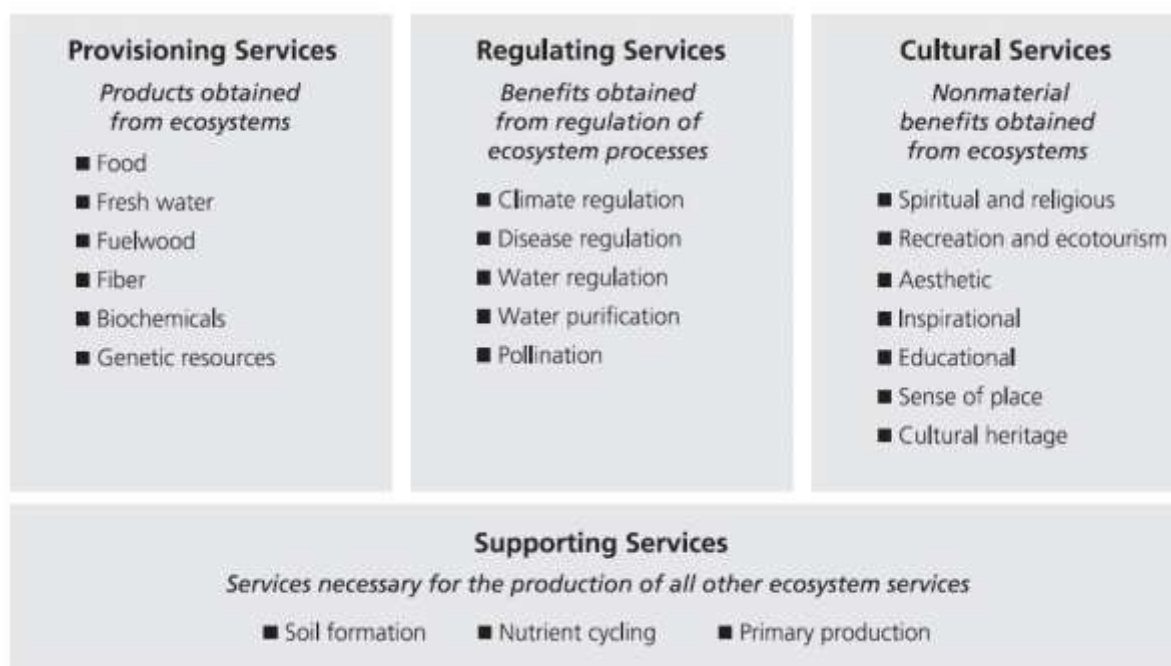 Provisioning Services
Products obtained
from ecosystems
■ Food
■ Fresh water
■ Fuelwood
■ Fiber
■ Biochemicals
■ Genetic resources
Regulating Services
Benefits obtained
from regulation of
ecosystem processes
■ Climate regulation
■ Disease regulation
■ Water regulation
■ Water purification
■ Pollination
Cultural Services
Nonmaterial
benefits obtained
from ecosystems
■ Spiritual and religious
■ Recreation and ecotourism
■ Aesthetic
■ Inspirational
■ Educational
■ Sense of place
■ Cultural heritage
Supporting Services
Services necessary for the production of all other ecosystem services
■ Soil formation ■ Nutrient cycling ■ Primary production